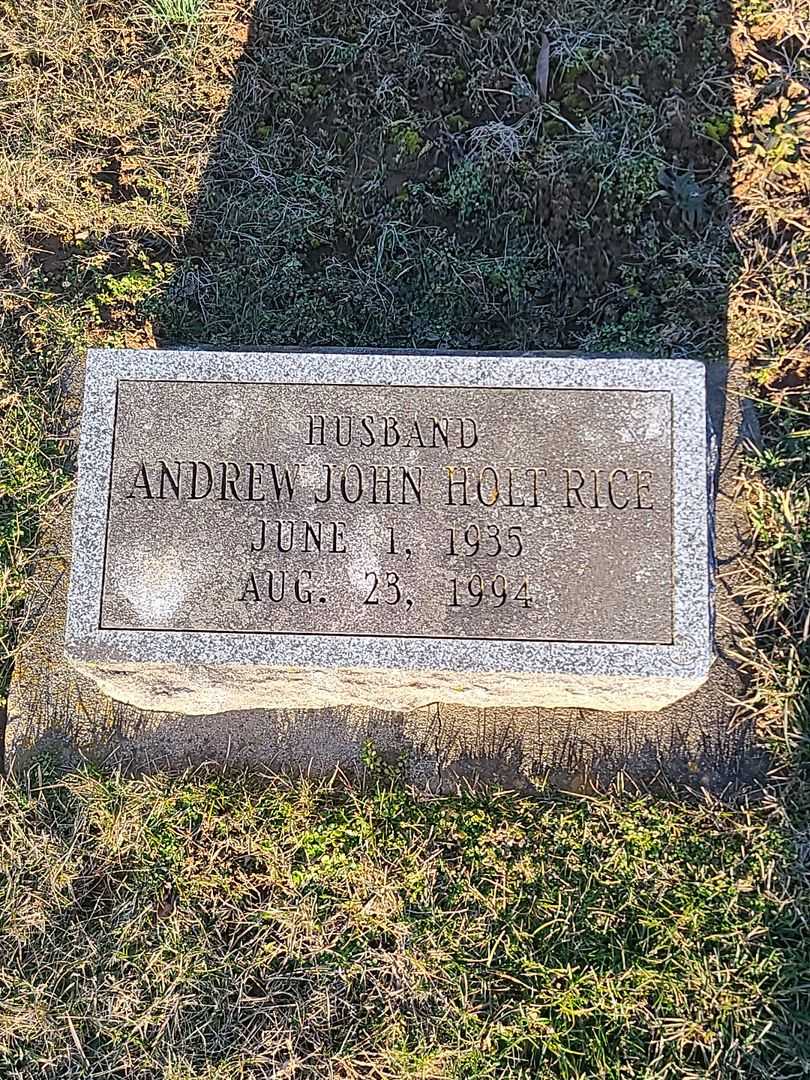 HUSBAND
ANDREW JOHN HOLT RICE
JUNE 1, 1935
AUG. 23, 1994